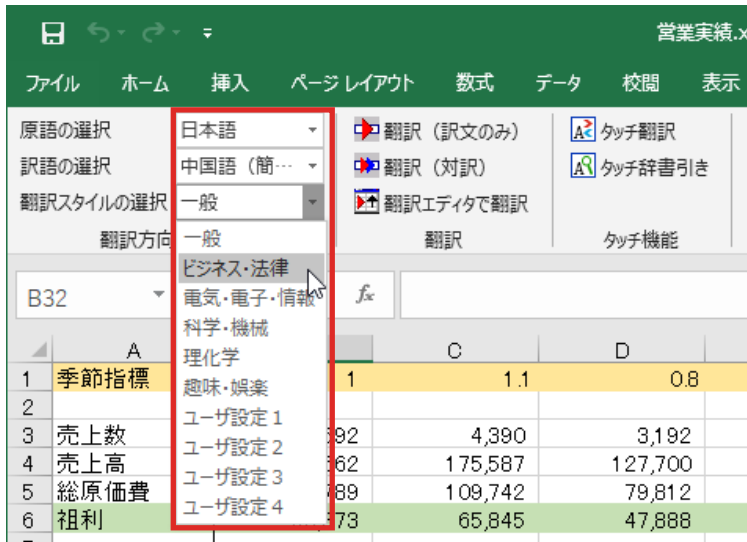 営業実績.x
ファイル ホーム 挿入 ページ レイアウト 数式 データ 校閲 表示
原語の選択 日本語 翻訳（訳文のみ） タッチ翻訳
訳語の選択 中国語（簡… 翻訳（対訳） タッチ辞書引き
翻訳スタイルの選択 一般 翻訳エディタで翻訳
翻訳方向 翻訳 タッチ機能
一般
ビジネス・法律
電気・電子・情報
科学・機械
理化学
趣味・娯楽
ユーザ設定1
ユーザ設定2
ユーザ設定3
ユーザ設定4
B32 fx
A C D
1 季節指標 1 1.1 0.8
2
3 売上数 592 4,390 3,192
4 売上高 62 175,587 127,700
5 総原価費 789 109,742 79,812
6 祖利 73 65,845 47,888